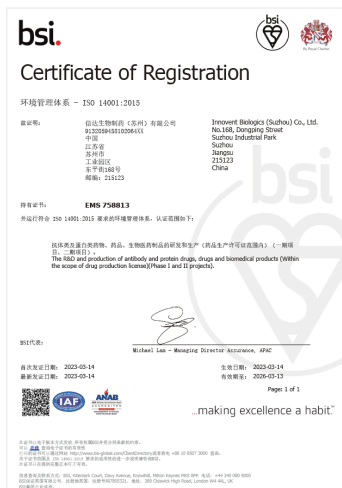 bsi.
bsi
By Royal Charter
Certificate of Registration
环境管理体系 - ISO 14001:2015
兹证明:
信达生物制药(苏州)有限公司
中国
江苏省
苏州市
工业园区
东平街168号
邮编: 215123
Innovent Biologics (Suzhou) Co., Ltd.
No.168, Dongping Street
Suzhou Industrial Park
Suzhou
Jiangsu
215123
China
持有证书:
EMS 758813
并运行符合 ISO 14001:2015 要求的环境管理体系,认证范围如下:
抗体类及蛋白类药物、药品、生物医药制品的研发和生产(药品生产许可证范围内)(一期项
目、二期项目)。
The R&D and production of antibody and protein drugs, drugs and biomedical products (Within
the scope of drug production license)(Phase I and II projects).
bsi
BSI代表:
Michael Lam - Managing Director Assurance, APAC
首次发证日期: 2023-03-14
最新发证日期: 2023-03-14
生效日期: 2023-03-14
有效期至: 2026-03-13
Page: 1 of 1
IAF
ANAB
ACCREDITED
...making excellence a habit.™